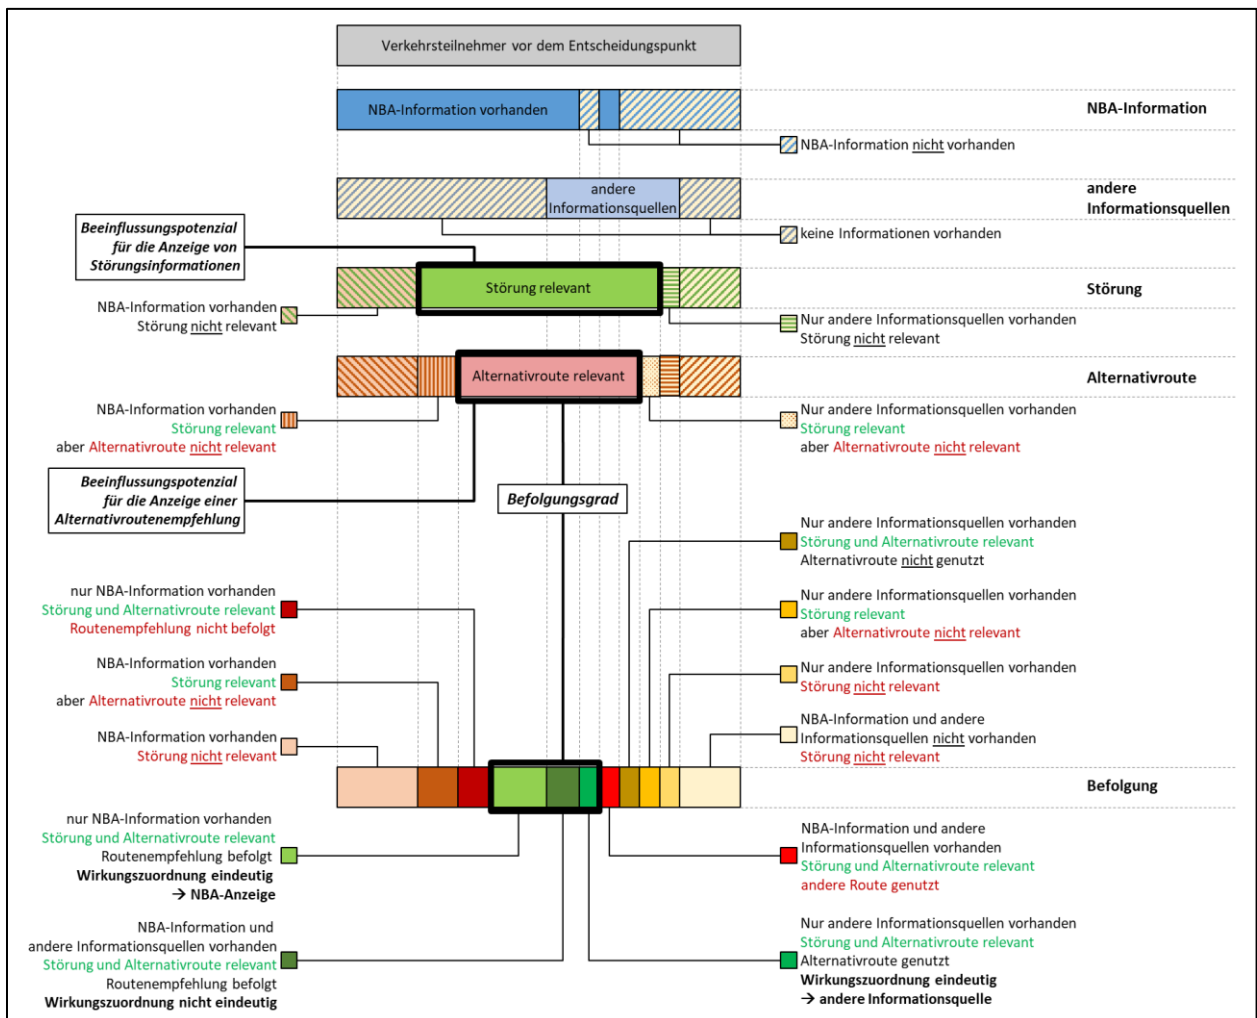 Verkehrsteilnehmer vor dem Entscheidungspunkt
NBA-Information vorhanden
NBA-Information
NBA-Information nicht vorhanden
andere
Informationsquellen
andere
Informationsquellen
keine Informationen vorhanden
Beeinflussungspotenzial
für die Anzeige von
Störungsinformationen
Störung relevant
Störung
NBA-Information vorhanden
Störung nicht relevant
Nur andere Informationsquellen vorhanden
Störung nicht relevant
Alternativroute relevant
Alternativroute
NBA-Information vorhanden
Störung relevant
aber Alternativroute nicht relevant
Nur andere Informationsquellen vorhanden
Störung relevant
aber Alternativroute nicht relevant
Beeinflussungspotenzial
für die Anzeige einer
Alternativroutenempfehlung
Befolgungsgrad
Nur andere Informationsquellen vorhanden
Störung und Alternativroute relevant
Alternativroute nicht genutzt
nur NBA-Information vorhanden
Störung und Alternativroute relevant
Routenempfehlung nicht befolgt
Nur andere Informationsquellen vorhanden
Störung relevant
aber Alternativroute nicht relevant
NBA-Information vorhanden
Störung relevant
aber Alternativroute nicht relevant
Nur andere Informationsquellen vorhanden
Störung nicht relevant
NBA-Information vorhanden
Störung nicht relevant
NBA-Information und andere
Informationsquellen nicht vorhanden
Störung nicht relevant
Befolgung
nur NBA-Information vorhanden
Störung und Alternativroute relevant
Routenempfehlung befolgt
Wirkungszuordnung eindeutig
→ NBA-Anzeige
NBA-Information und andere
Informationsquellen vorhanden
Störung und Alternativroute relevant
andere Route genutzt
NBA-Information und
andere Informationsquellen vorhanden
Störung und Alternativroute relevant
Routenempfehlung befolgt
Wirkungszuordnung nicht eindeutig
Nur andere Informationsquellen vorhanden
Störung und Alternativroute relevant
Alternativroute genutzt
Wirkungszuordnung eindeutig
→ andere Informationsquelle